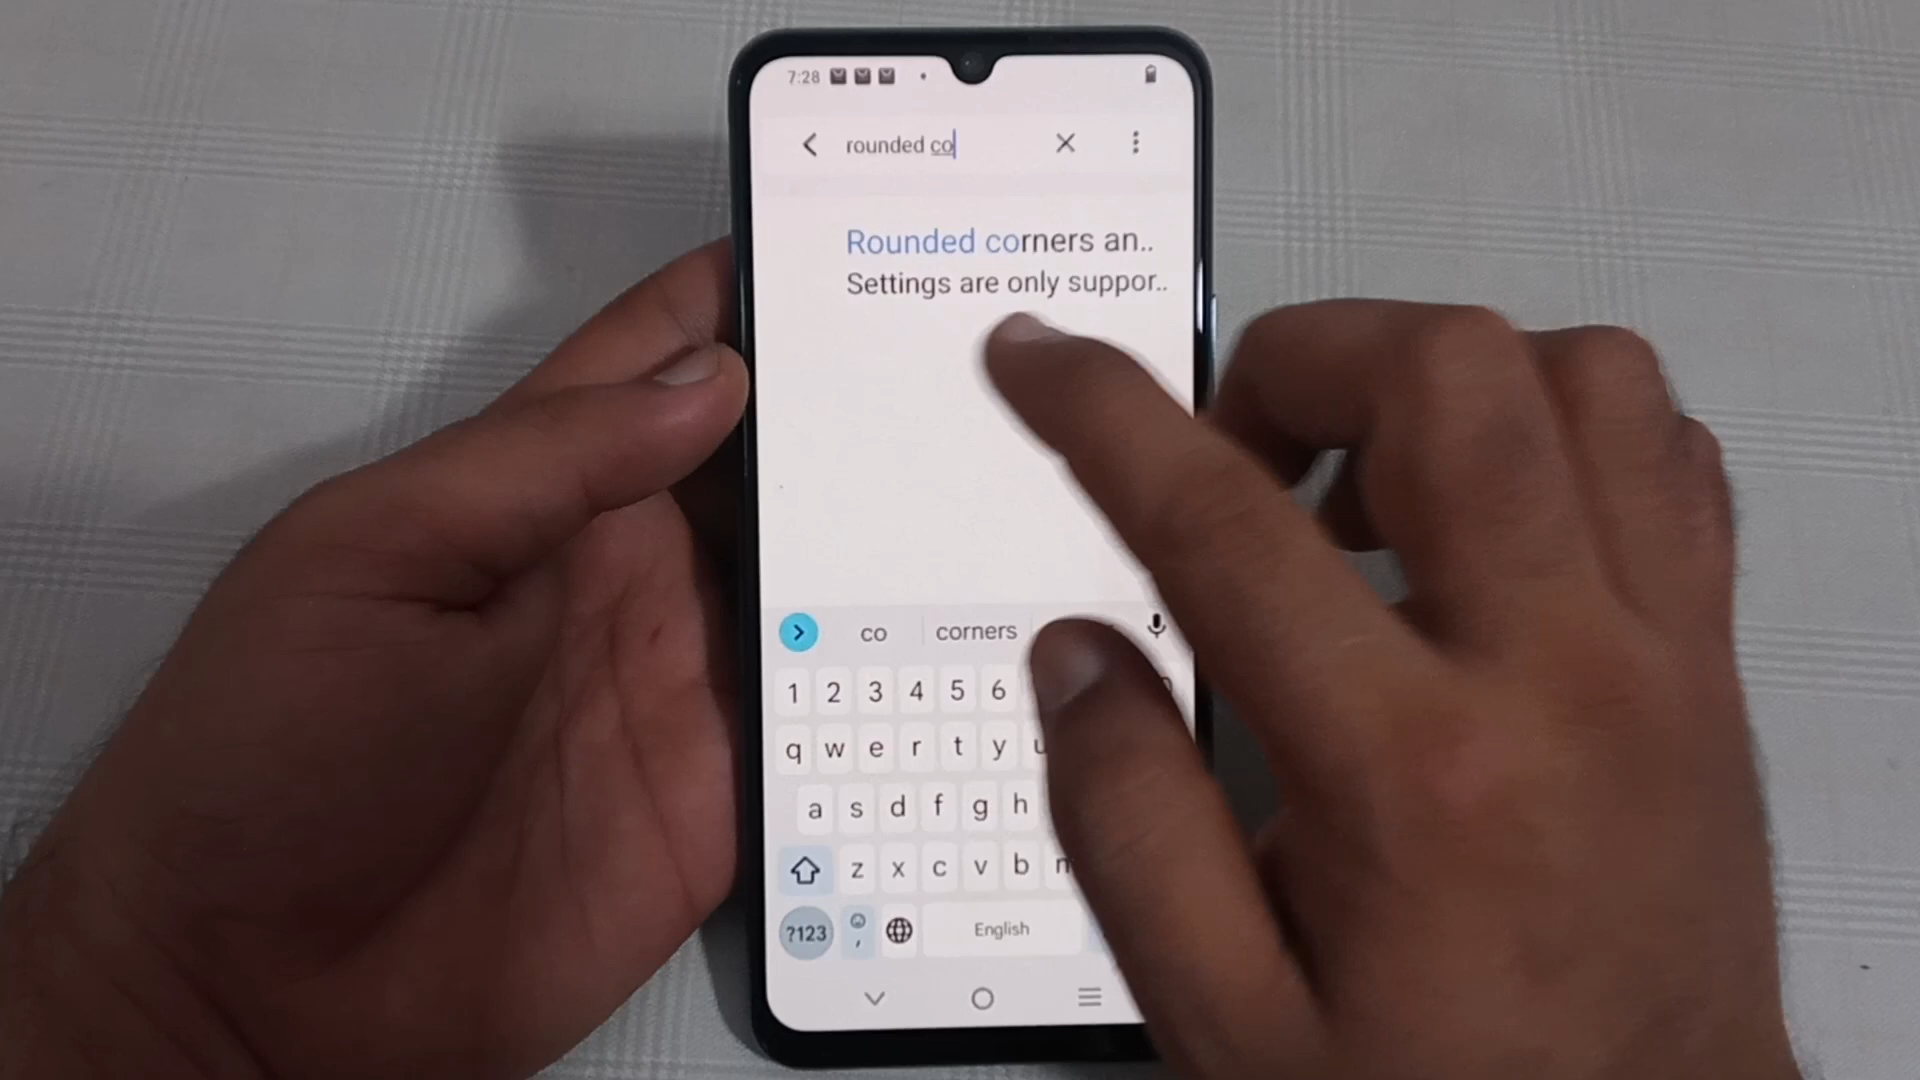 7:28
rounded co
Rounded corners an..
Settings are only suppor..
co corners
1 2 3 4 5 6
q w e r t y u
a s d f g h
z x c v b m
?123 , English